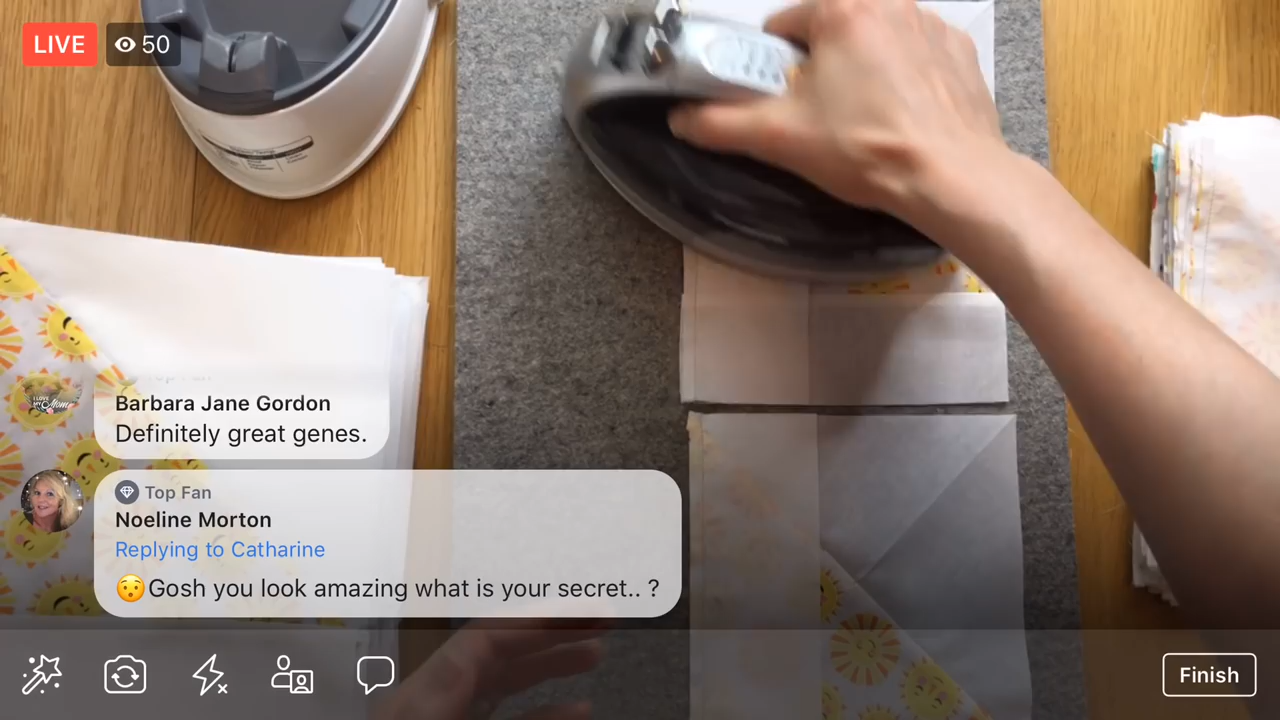 LIVE
50
Barbara Jane Gordon
Definitely great genes.
Top Fan
Noeline Morton
Replying to Catharine
😯Gosh you look amazing what is your secret.. ?
Finish